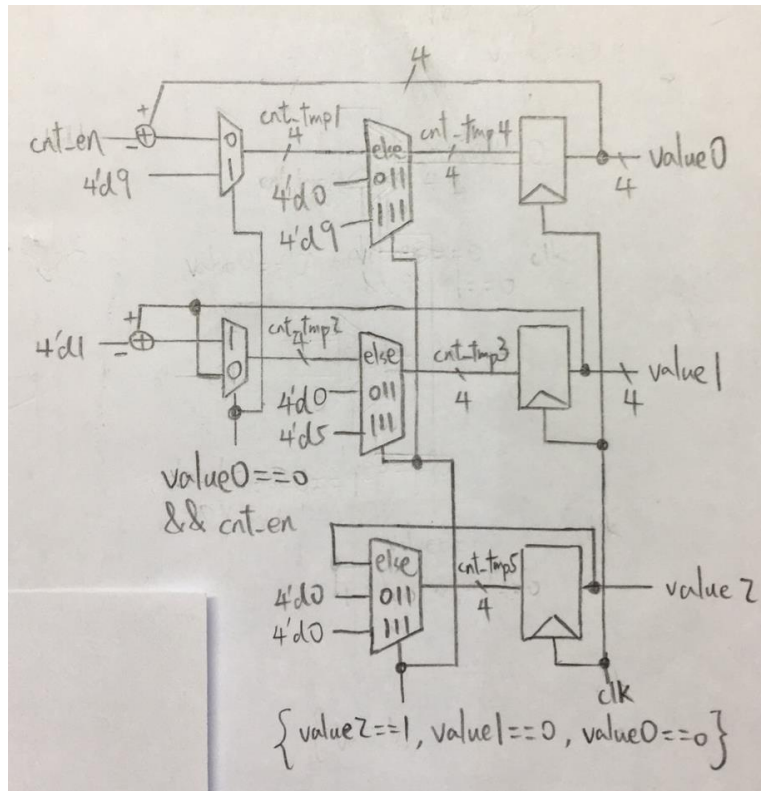 4
cnt_en
+
-
4'd9
0
1
cnt_tmp1
4
else
011
111
4'd0
4'd9
cnt_tmp4
4
value0
4
4'd1
+
-
1
0
cnt_tmp2
4
else
011
111
4'd0
4'd5
cnt_tmp3
4
value1
4
value0==0
&& cnt_en
else
011
111
4'd0
4'd0
cnt_tmp5
4
value2
clk
{value2==1, value1==0, value0==0}